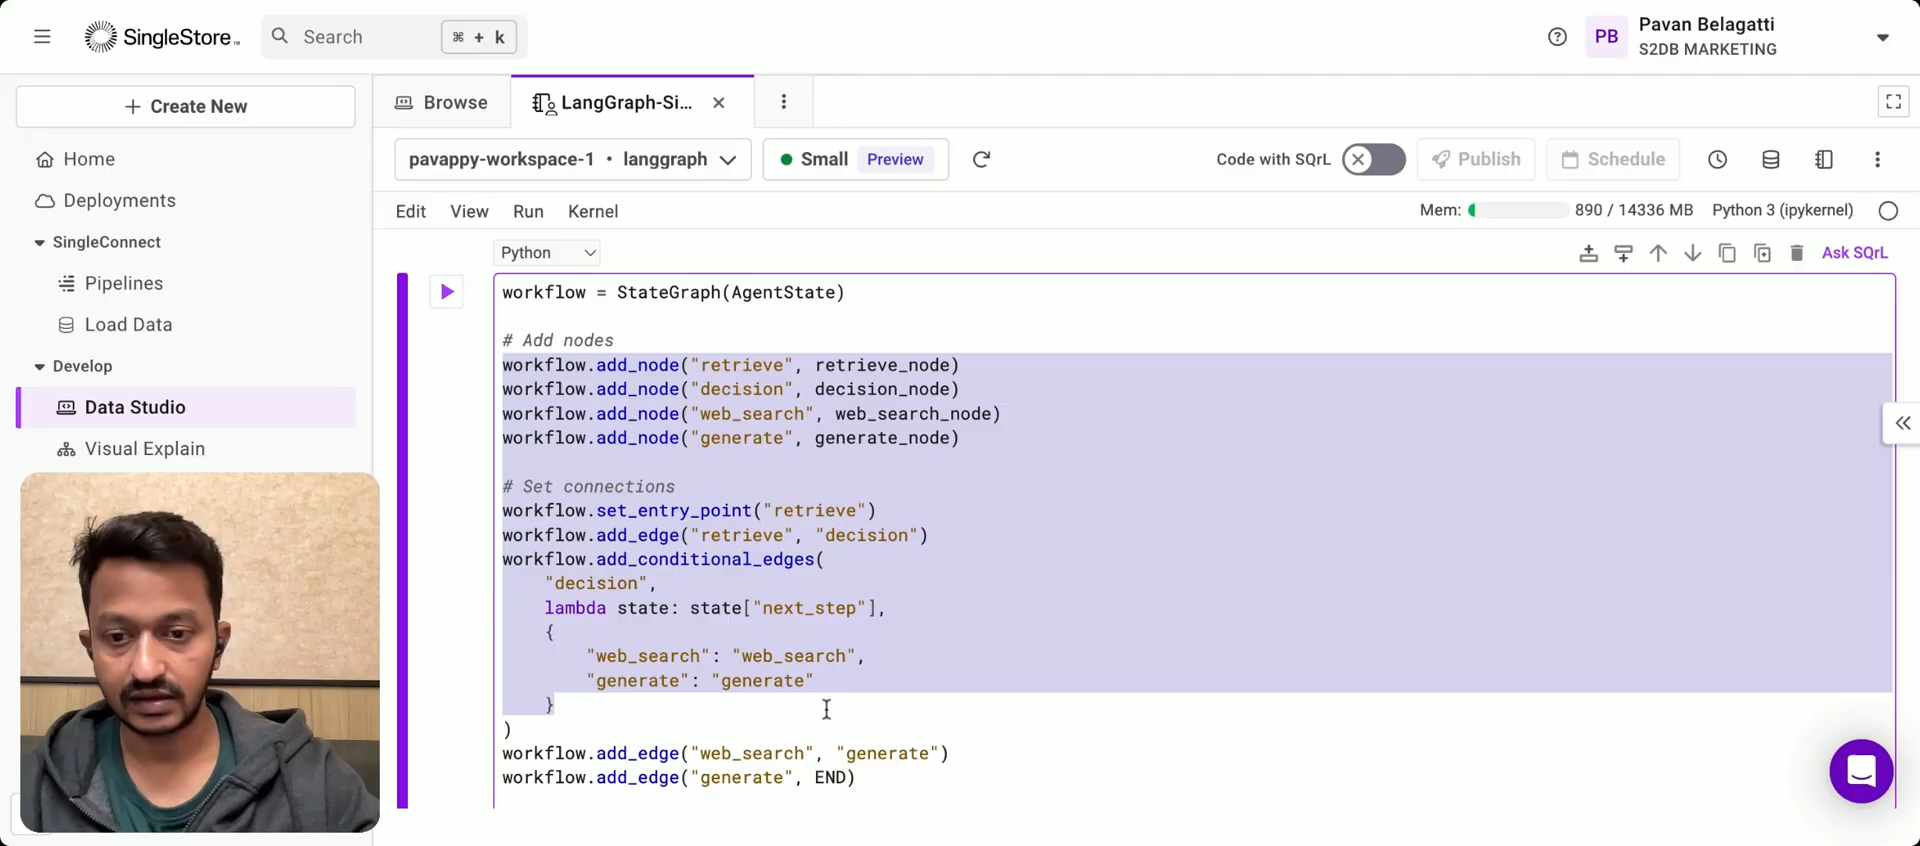 SingleStore
Search
⌘ + k
PB
Pavan Belagatti
S2DB MARKETING
+ Create New
Browse
LangGraph-Si...
pavappy-workspace-1 • langgraph
Small
Preview
Code with SQrL
Publish
Schedule
Home
Deployments
SingleConnect
Pipelines
Load Data
Develop
Data Studio
Visual Explain
Edit
View
Run
Kernel
Mem:
890 / 14336 MB
Python 3 (ipykernel)
Python
Ask SQrL
workflow = StateGraph(AgentState)
# Add nodes
workflow.add_node("retrieve", retrieve_node)
workflow.add_node("decision", decision_node)
workflow.add_node("web_search", web_search_node)
workflow.add_node("generate", generate_node)
# Set connections
workflow.set_entry_point("retrieve")
workflow.add_edge("retrieve", "decision")
workflow.add_conditional_edges(
    "decision",
    lambda state: state["next_step"],
    {
        "web_search": "web_search",
        "generate": "generate"
    }
)
workflow.add_edge("web_search", "generate")
workflow.add_edge("generate", END)